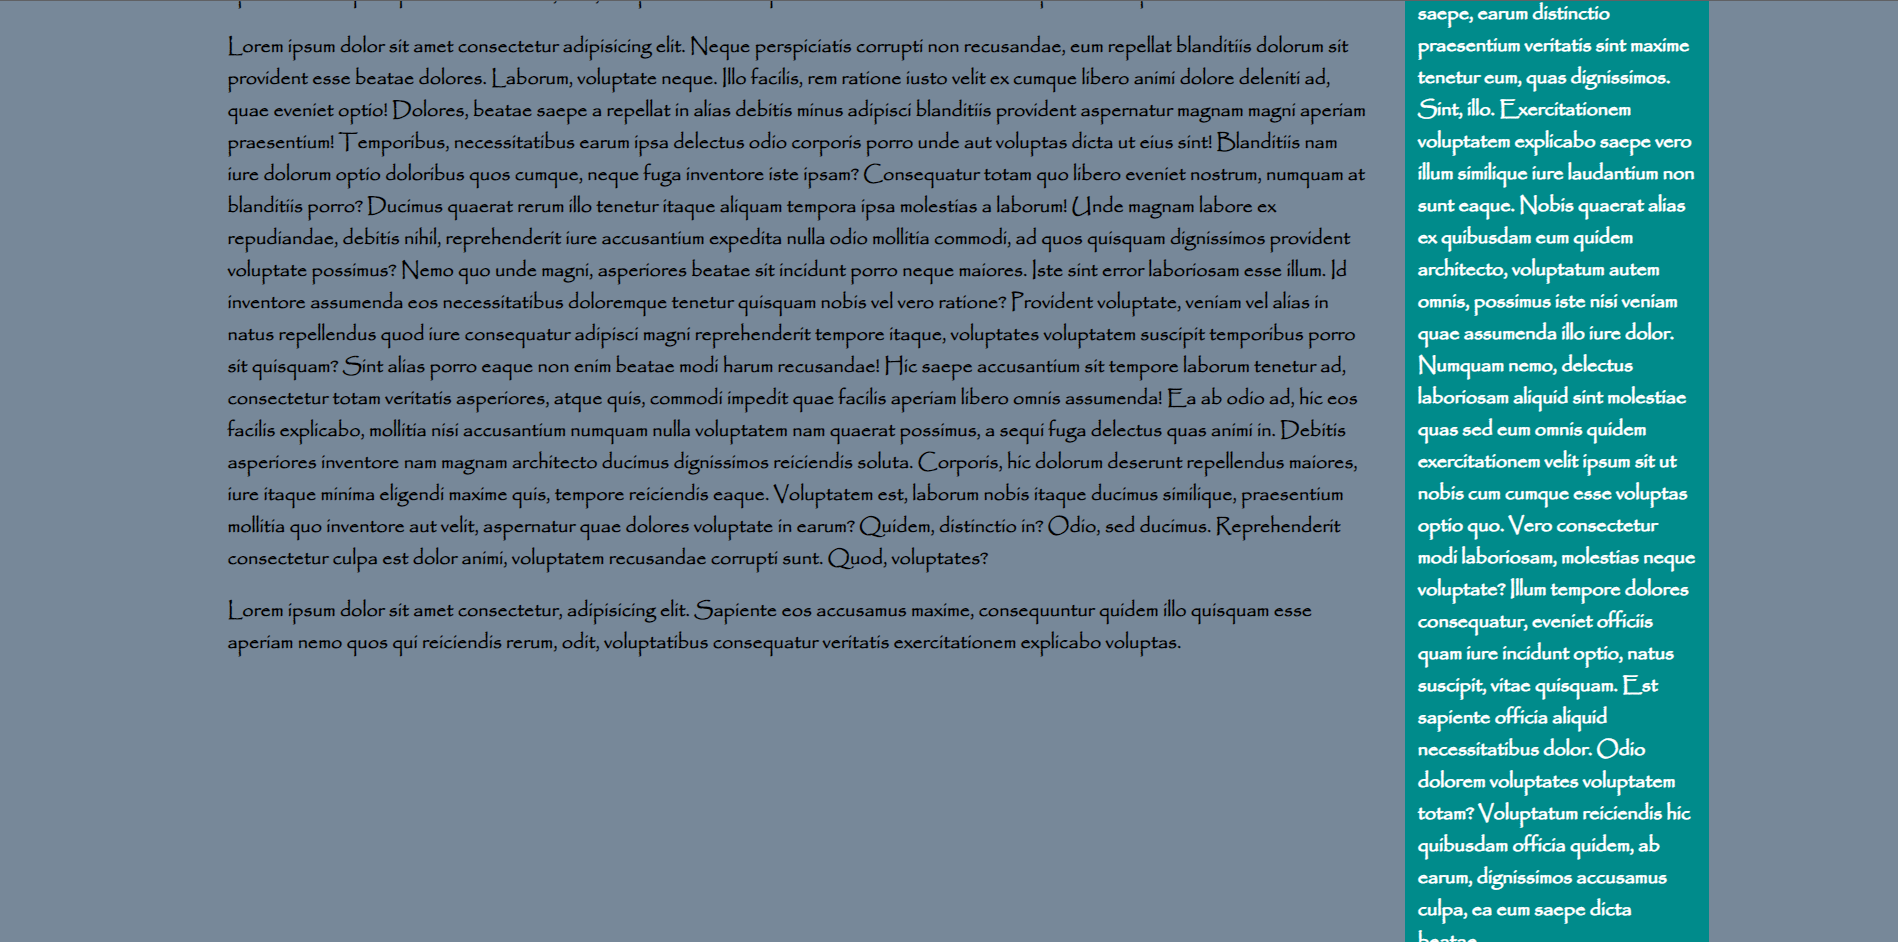 Lorem ipsum dolor sit amet consectetur adipisicing elit. Neque perspiciatis corrupti non recusandae, eum repellat blanditiis dolorum sit
provident esse beatae dolores. Laborum, voluptate neque. Illo facilis, rem ratione iusto velit ex cumque libero animi dolore deleniti ad,
quae eveniet optio! Dolores, beatae saepe a repellat in alias debitis minus adipisci blanditiis provident aspernatur magnam magni aperiam
praesentium! Temporibus, necessitatibus earum ipsa delectus odio corporis porro unde aut voluptas dicta ut eius sint! Blanditiis nam
iure dolorum optio doloribus quos cumque, neque fuga inventore iste ipsam? Consequatur totam quo libero eveniet nostrum, numquam at
blanditiis porro? Ducimus quaerat rerum illo tenetur itaque aliquam tempora ipsa molestias a laborum! Unde magnam labore ex
repudiandae, debitis nihil, reprehenderit iure accusantium expedita nulla odio mollitia commodi, ad quos quisquam dignissimos provident
voluptate possimus? Nemo quo unde magni, asperiores beatae sit incidunt porro neque maiores. Iste sint error laboriosam esse illum. Id
inventore assumenda eos necessitatibus doloremque tenetur quisquam nobis vel vero ratione? Provident voluptate, veniam vel alias in
natus repellendus quod iure consequatur adipisci magni reprehenderit tempore itaque, voluptates voluptatem suscipit temporibus porro
sit quisquam? Sint alias porro eaque non enim beatae modi harum recusandae! Hic saepe accusantium sit tempore laborum tenetur ad,
consectetur totam veritatis asperiores, atque quis, commodi impedit quae facilis aperiam libero omnis assumenda! Ea ab odio ad, hic eos
facilis explicabo, mollitia nisi accusantium numquam nulla voluptatem nam quaerat possimus, a sequi fuga delectus quas animi in. Debitis
asperiores inventore nam magnam architecto ducimus dignissimos reiciendis soluta. Corporis, hic dolorum deserunt repellendus maiores,
iure itaque minima eligendi maxime quis, tempore reiciendis eaque. Voluptatem est, laborum nobis itaque ducimus similique, praesentium
mollitia quo inventore aut velit, aspernatur quae dolores voluptate in earum? Quidem, distinctio in? Odio, sed ducimus. Reprehenderit
consectetur culpa est dolor animi, voluptatem recusandae corrupti sunt. Quod, voluptates?
Lorem ipsum dolor sit amet consectetur, adipisicing elit. Sapiente eos accusamus maxime, consequuntur quidem illo quisquam esse
aperiam nemo quos qui reiciendis rerum, odit, voluptatibus consequatur veritatis exercitationem explicabo voluptas.
saepe, earum distinctio
praesentium veritatis sint maxime
tenetur eum, quas dignissimos.
Sint, illo. Exercitationem
voluptatem explicabo saepe vero
illum similique iure laudantium non
sunt eaque. Nobis quaerat alias
ex quibusdam eum quidem
architecto, voluptatum autem
omnis, possimus iste nisi veniam
quae assumenda illo iure dolor.
Numquam nemo, delectus
laboriosam aliquid sint molestiae
quas sed eum omnis quidem
exercitationem velit ipsum sit ut
nobis cum cumque esse voluptas
optio quo. Vero consectetur
modi laboriosam, molestias neque
voluptate? Illum tempore dolores
consequatur, eveniet officiis
quam iure incidunt optio, natus
suscipit, vitae quisquam. Est
sapiente officia aliquid
necessitatibus dolor. Odio
dolorem voluptates voluptatem
totam? Voluptatum reiciendis hic
quibusdam officia quidem, ab
earum, dignissimos accusamus
culpa, ea eum saepe dicta